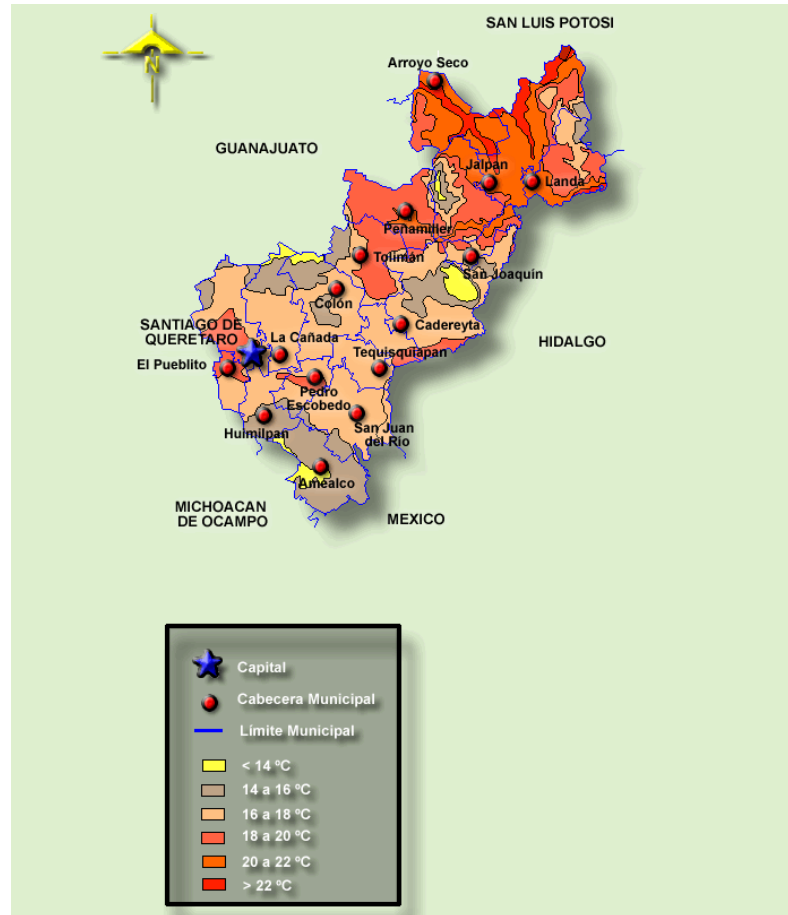 SAN LUIS POTOSI
N
Arroyo Seco
GUANAJUATO
Jalpan
Landa
Peñamiller
Tolimán
San Joaquín
Colón
SANTIAGO DE
QUERETARO
La Cañada
Cadereyta
HIDALGO
El Pueblito
Tequisquiapan
Pedro
Escobedo
Huimilpan
San Juan
del Río
Amealco
MICHOACAN
DE OCAMPO
MEXICO
Capital
Cabecera Municipal
Límite Municipal
< 14 ºC
14 a 16 ºC
16 a 18 ºC
18 a 20 ºC
20 a 22 ºC
> 22 ºC